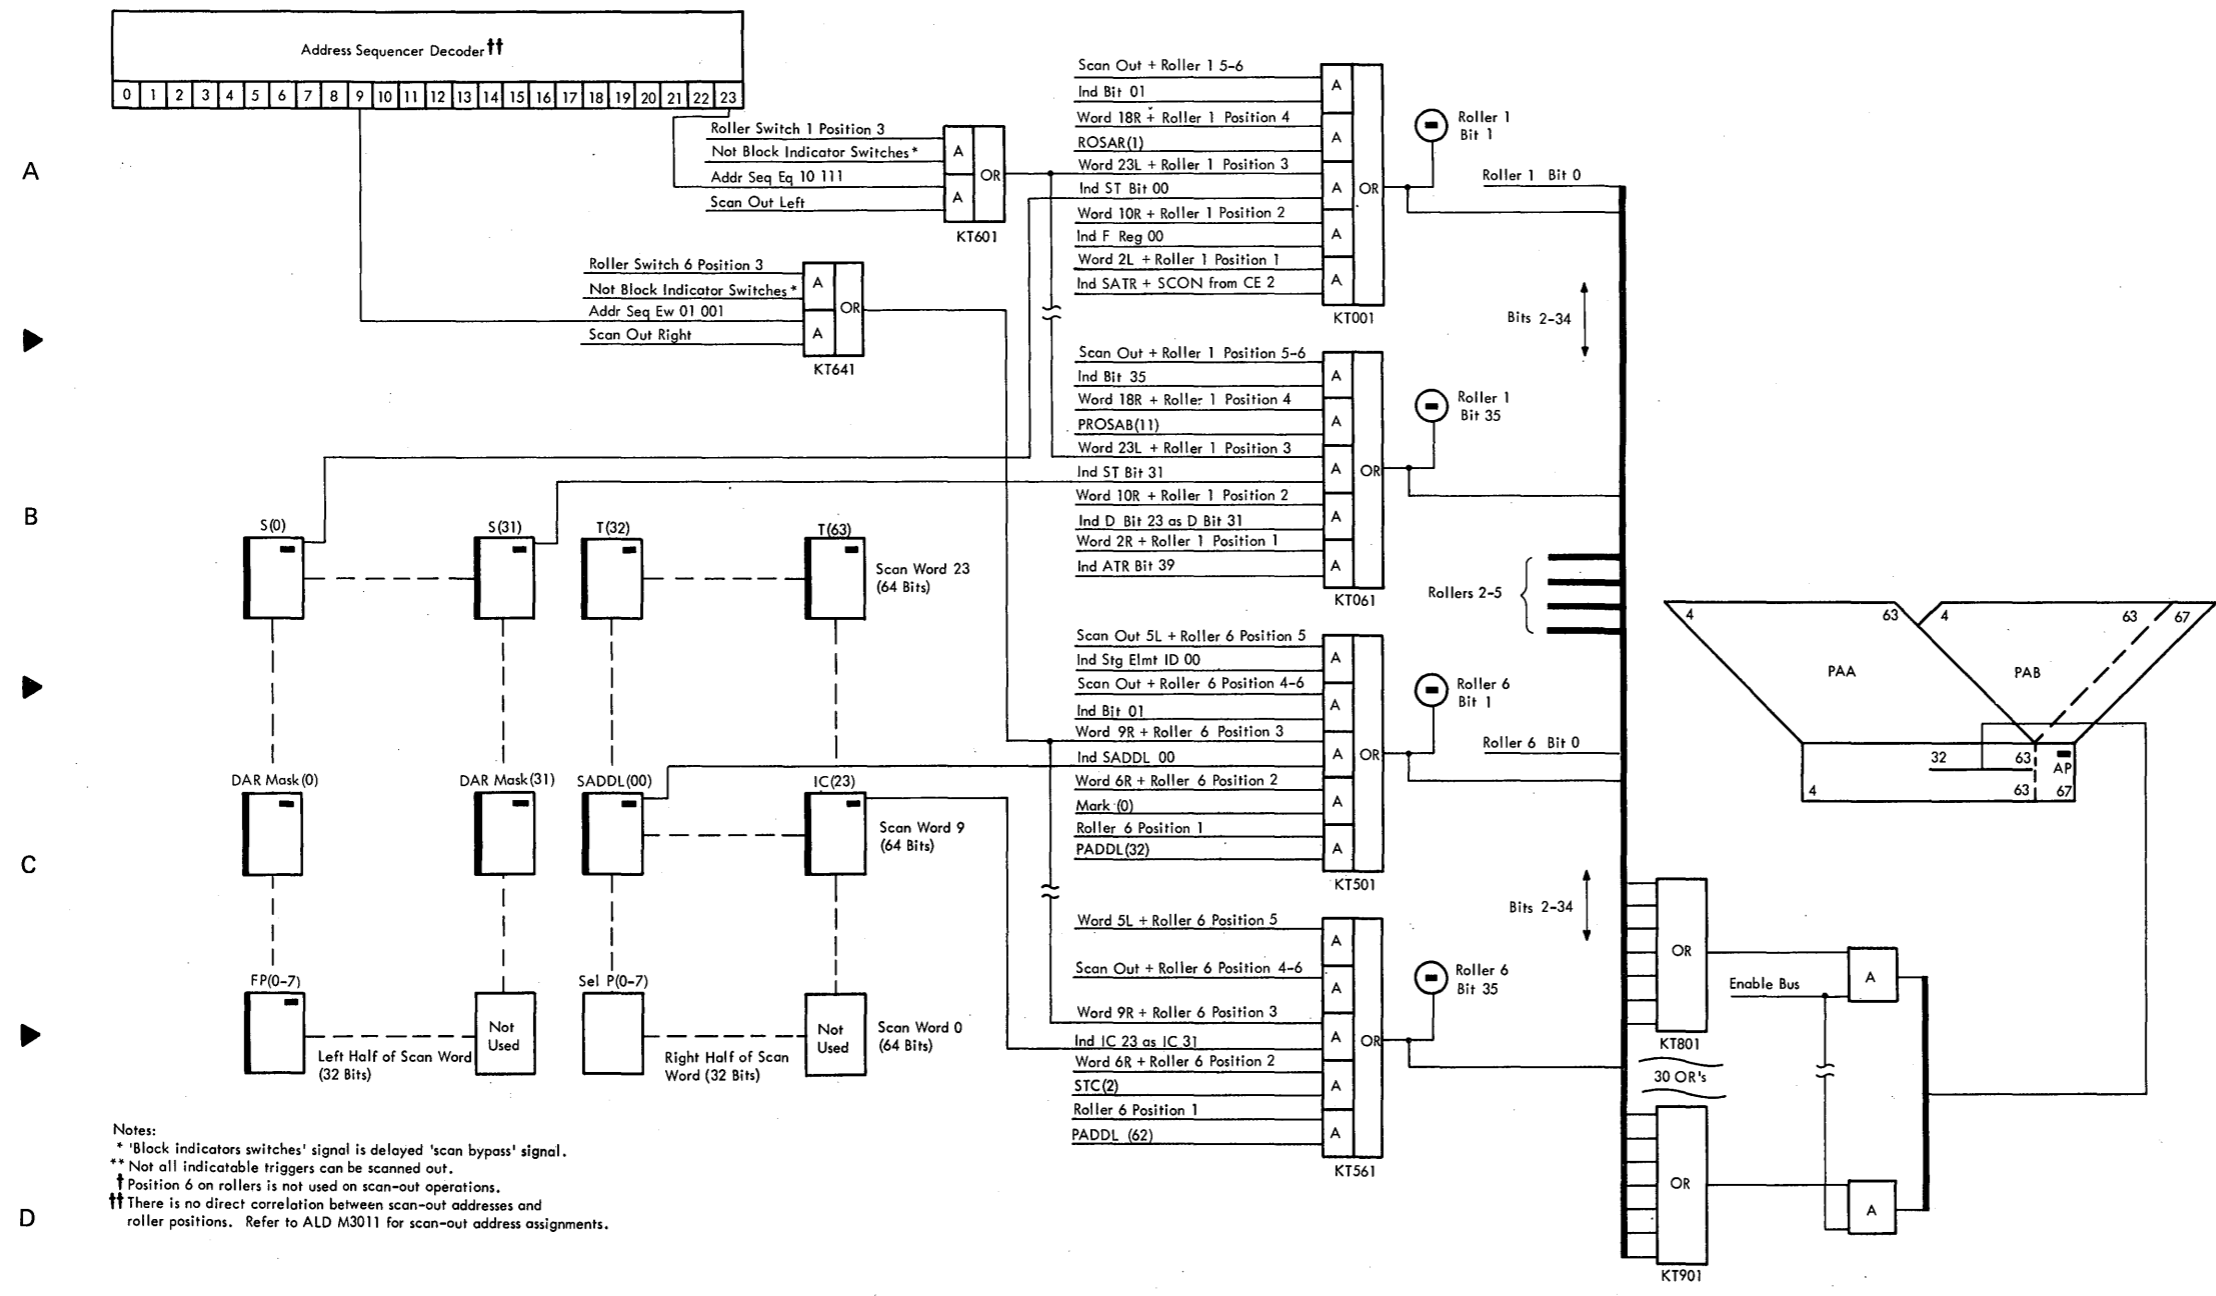 Address Sequencer Decoder††
0 1 2 3 4 5 6 7 8 9 10 11 12 13 14 15 16 17 18 19 20 21 22 23
A
B
C
D
Roller Switch 1 Position 3
Not Block Indicator Switches*
Addr Seq Eq 10 111
Scan Out Left
A
A
OR
KT601
Roller Switch 6 Position 3
Not Block Indicator Switches*
Addr Seq Ew 01 001
Scan Out Right
A
A
OR
KT641
Scan Out + Roller 1 5-6
Ind Bit 01
Word 18R + Roller 1 Position 4
ROSAR(1)
Word 23L + Roller 1 Position 3
Ind ST Bit 00
Word 10R + Roller 1 Position 2
Ind F Reg 00
Word 2L + Roller 1 Position 1
Ind SATR + SCON from CE 2
A
A
A
A
A
OR
KT001
Roller 1
Bit 1
Roller 1 Bit 0
Bits 2-34
Scan Out + Roller 1 Position 5-6
Ind Bit 35
Word 18R + Roller 1 Position 4
PROSAB(11)
Word 23L + Roller 1 Position 3
Ind ST Bit 31
Word 10R + Roller 1 Position 2
Ind D Bit 23 as D Bit 31
Word 2R + Roller 1 Position 1
Ind ATR Bit 39
A
A
A
A
A
OR
KT061
Roller 1
Bit 35
Rollers 2-5
S(0)
S(31)
T(32)
T(63)
Scan Word 23
(64 Bits)
DAR Mask(0)
DAR Mask(31)
SADDL(00)
IC(23)
Scan Word 9
(64 Bits)
FP(0-7)
Not
Used
Sel P(0-7)
Not
Used
Scan Word 0
(64 Bits)
Left Half of Scan Word
(32 Bits)
Right Half of Scan
Word (32 Bits)
Scan Out 5L + Roller 6 Position 5
Ind Stg Elmt ID 00
Scan Out + Roller 6 Position 4-6
Ind Bit 01
Word 9R + Roller 6 Position 3
Ind SADDL 00
Word 6R + Roller 6 Position 2
Mark (0)
Roller 6 Position 1
PADDL(32)
A
A
A
A
A
OR
KT501
Roller 6
Bit 1
Roller 6 Bit 0
Bits 2-34
Word 5L + Roller 6 Position 5
Scan Out + Roller 6 Position 4-6
Word 9R + Roller 6 Position 3
Ind IC 23 as IC 31
Word 6R + Roller 6 Position 2
STC(2)
Roller 6 Position 1
PADDL (62)
A
A
A
A
A
OR
KT561
Roller 6
Bit 35
4 63 4 63 67
PAA
PAB
32 63 AP
4 63 67
OR
KT801
30 OR's
OR
KT901
Enable Bus
A
A
Notes:
* 'Block indicators switches' signal is delayed 'scan bypass' signal.
** Not all indicatable triggers can be scanned out.
† Position 6 on rollers is not used on scan-out operations.
†† There is no direct correlation between scan-out addresses and
roller positions. Refer to ALD M3011 for scan-out address assignments.